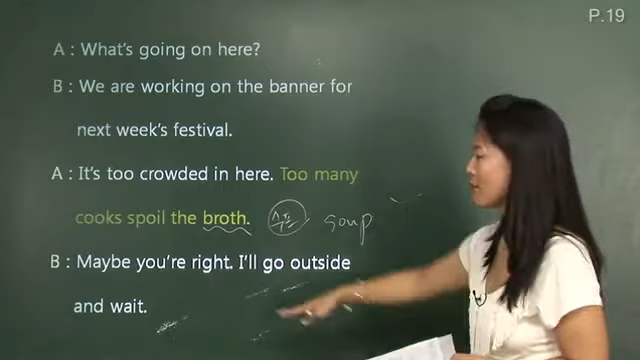 P.19
A : What's going on here?
B : We are working on the banner for
next week's festival.
A : It's too crowded in here. Too many
cooks spoil the broth. 수프 soup
B : Maybe you're right. I'll go outside
and wait.